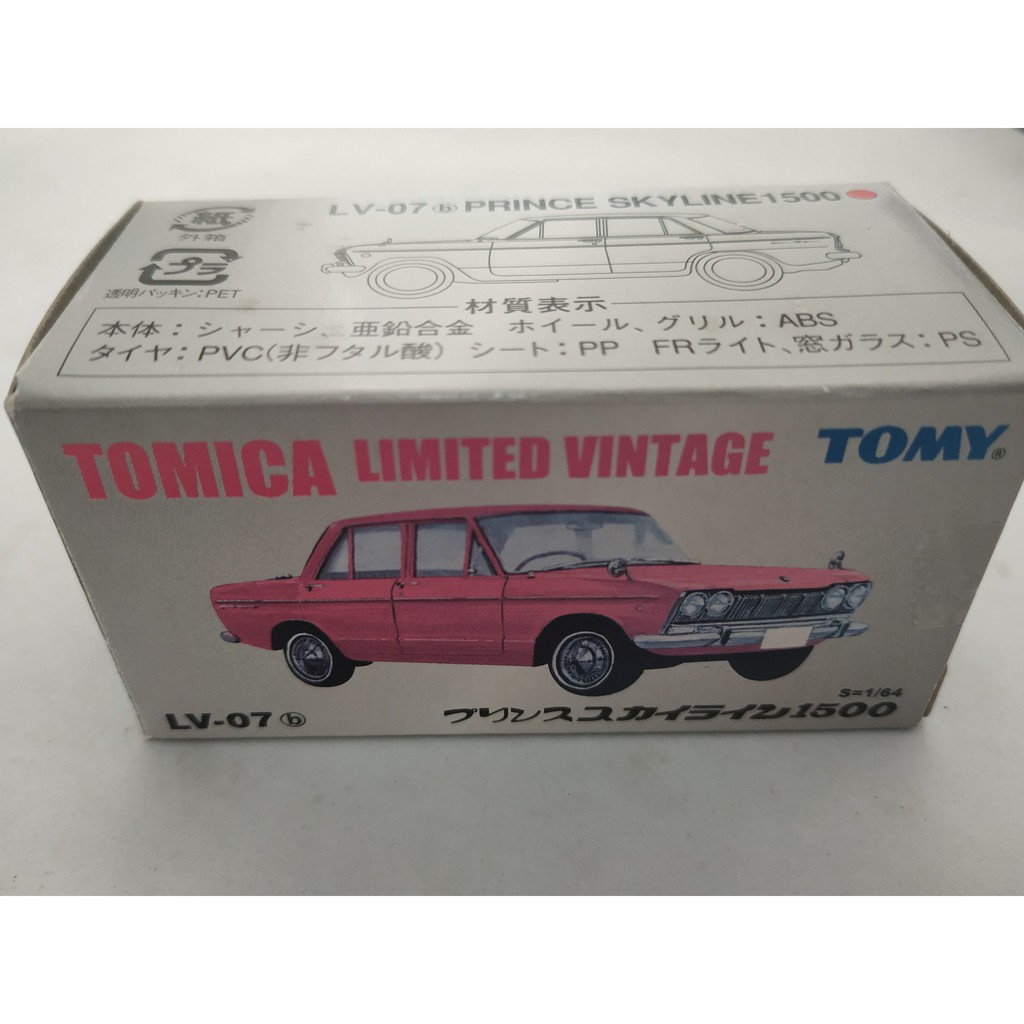 LV-07ⓑ PRINCE SKYLINE1500
紙
外箱
プラ
透明パッキン:PET
材質表示
本体:シャーシ、亜鉛合金 ホイール、グリル:ABS
タイヤ:PVC(非フタル酸) シート:PP FRライト、窓ガラス:PS
TOMICA LIMITED VINTAGE TOMY®
S=1/64
LV-07 ⓑ プリンススカイライン1500